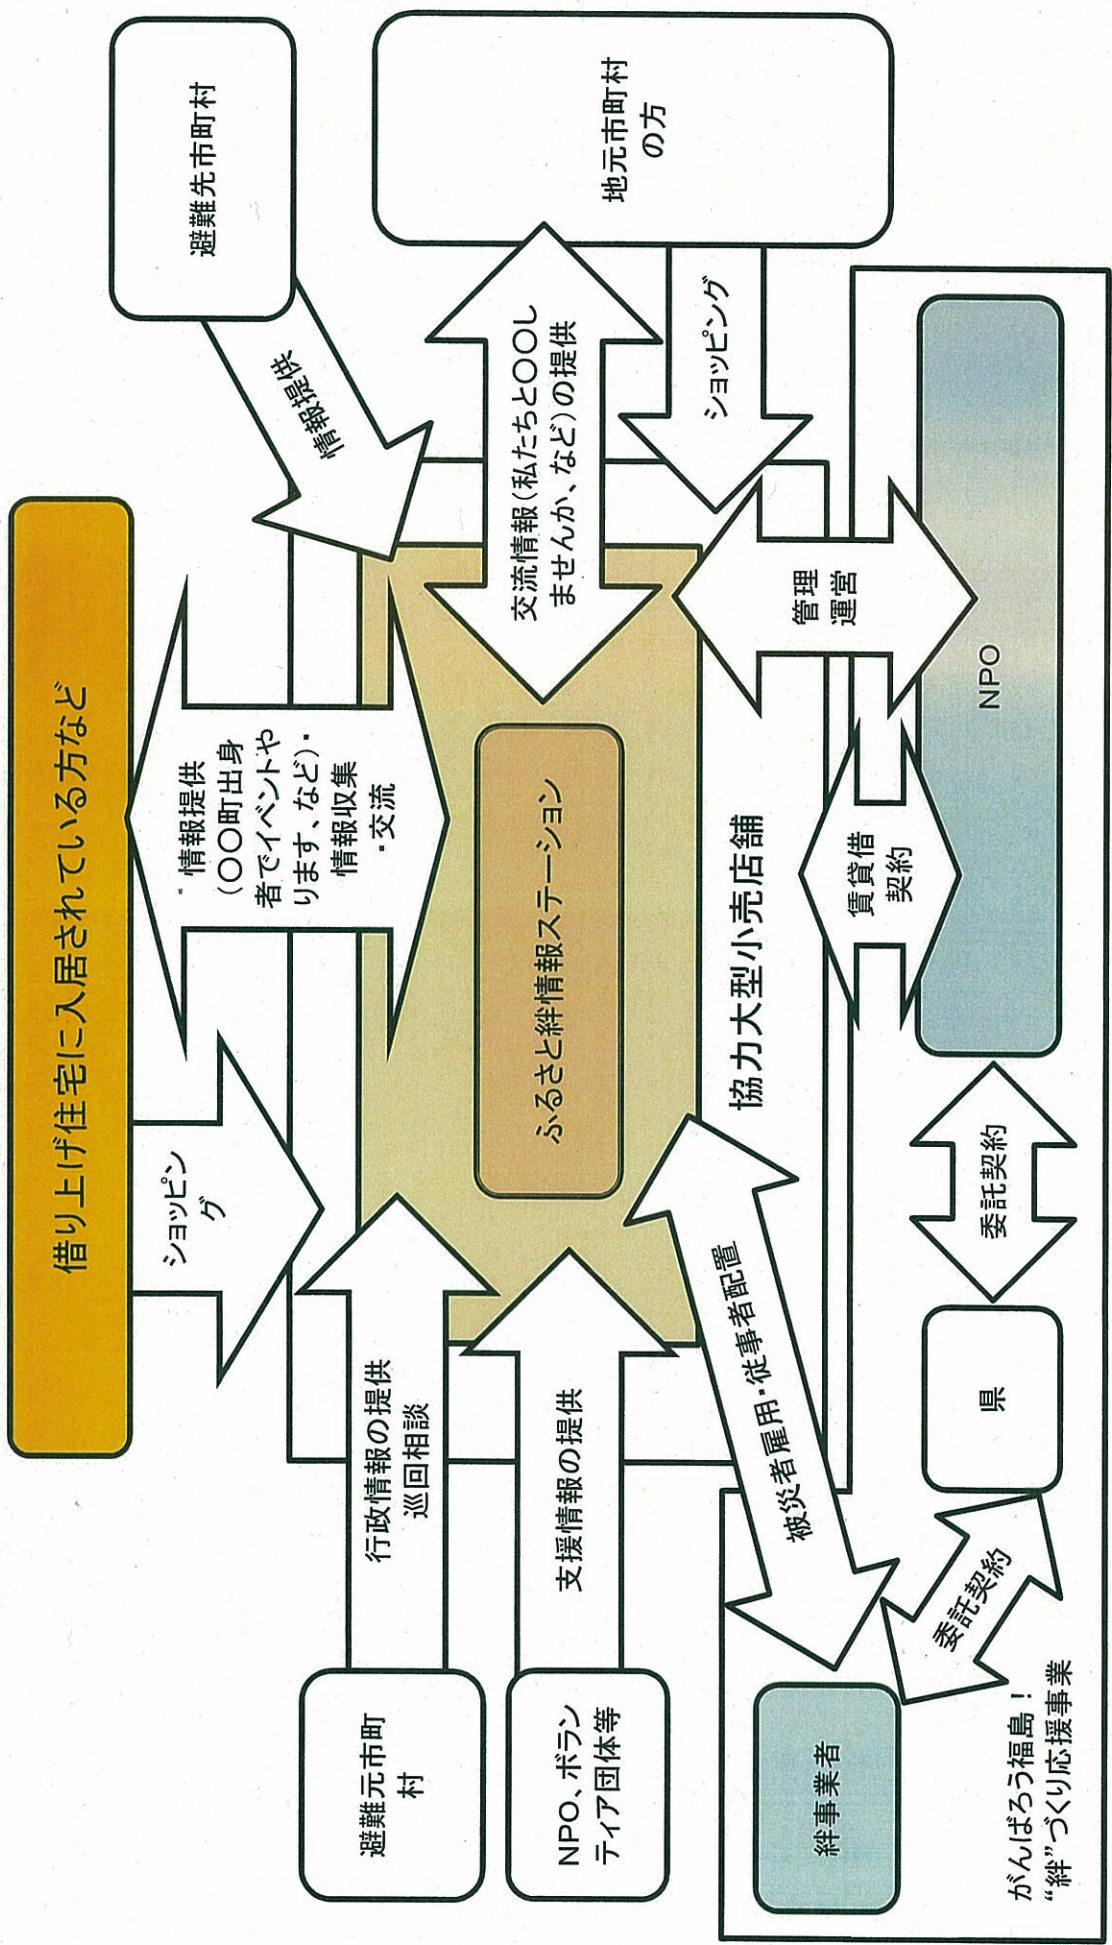 借り上げ住宅に入居されている方など
ショッピン
グ
情報提供
(〇〇町出身
者でイベントや
ります、など)・
情報収集
・交流
情報提供
避難先市町村
避難元市町
村
行政情報の提供
巡回相談
NPO、ボラン
ティア団体等
支援情報の提供
ふるさと絆情報ステーション
交流情報(私たちと〇〇し
ませんか、など)の提供
地元市町村
の方
ショッピング
協力大型小売店舗
被災者雇用・従事者配置
賃貸借
契約
管理
運営
絆事業者
委託契約
県
委託契約
NPO
がんばろう福島!
“絆”づくり応援事業